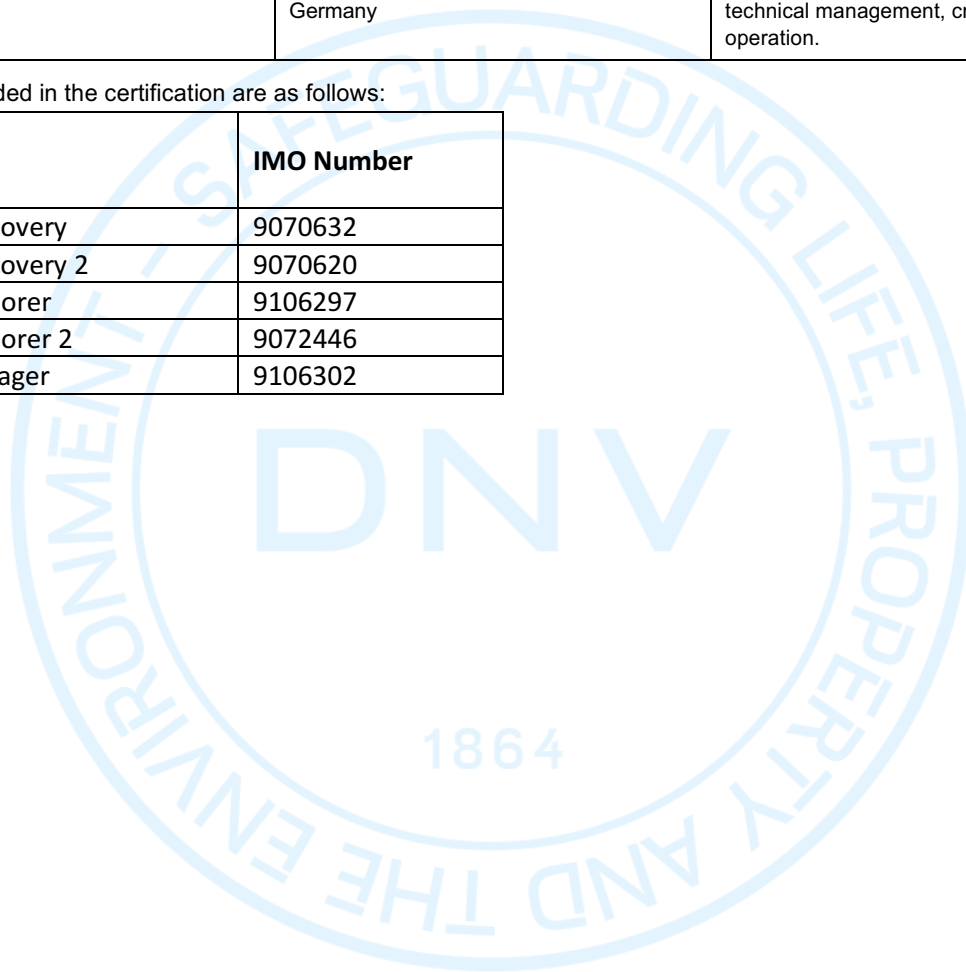 Germany
technical management, cr
operation.
ded in the certification are as follows:
IMO Number
overy 9070632
overy 2 9070620
orer 9106297
orer 2 9072446
ager 9106302
SAFEGUARDING LIFE, PROPERTY AND THE ENVIRONMENT –
DNV
1864